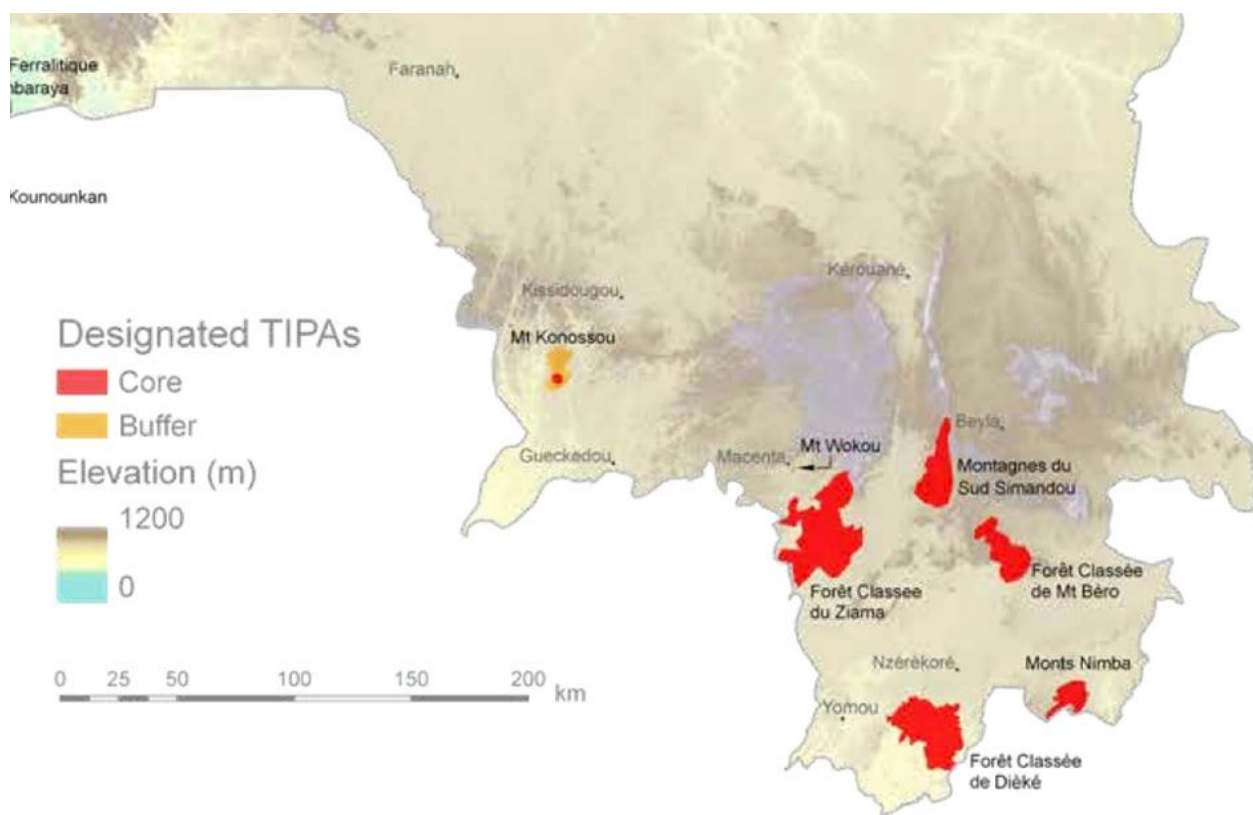 Ferralitique
nbaraya
Faranah
Kounounkan
Kérouané
Kissidougou
Mt Konossou
Designated TIPAs
Core
Buffer
Elevation (m)
1200
0
Gueckedou
Macenta
Mt Wokou
Beyla
Montagnes du
Sud Simandou
Forêt Classee
du Ziama
Forêt Classée
de Mt Béro
Nzérékoré
Monts Nimba
Yomou
Forêt Classée
de Dièké
0 25 50 100 150 200 km